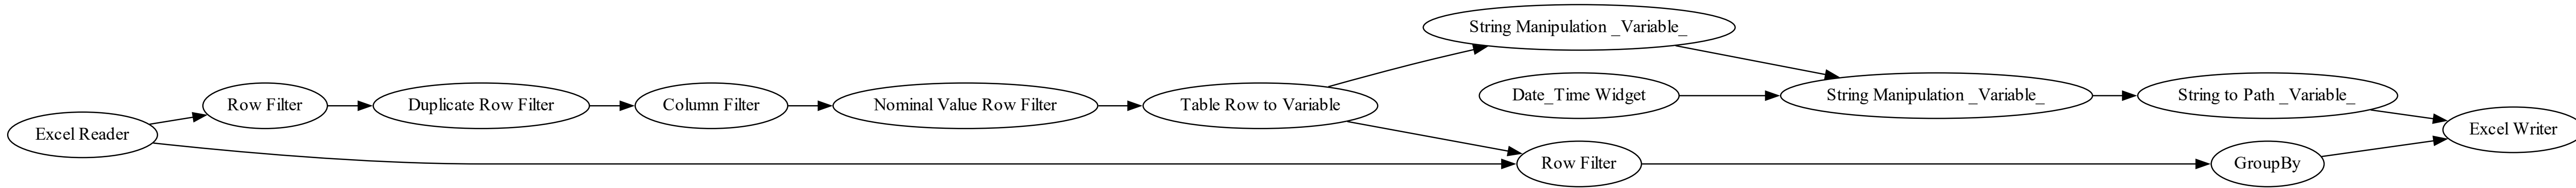 String Manipulation _Variable_
Row Filter
Duplicate Row Filter
Column Filter
Nominal Value Row Filter
Table Row to Variable
Date_Time Widget
String Manipulation _Variable_
String to Path _Variable_
Excel Reader
Excel Writer
Row Filter
GroupBy